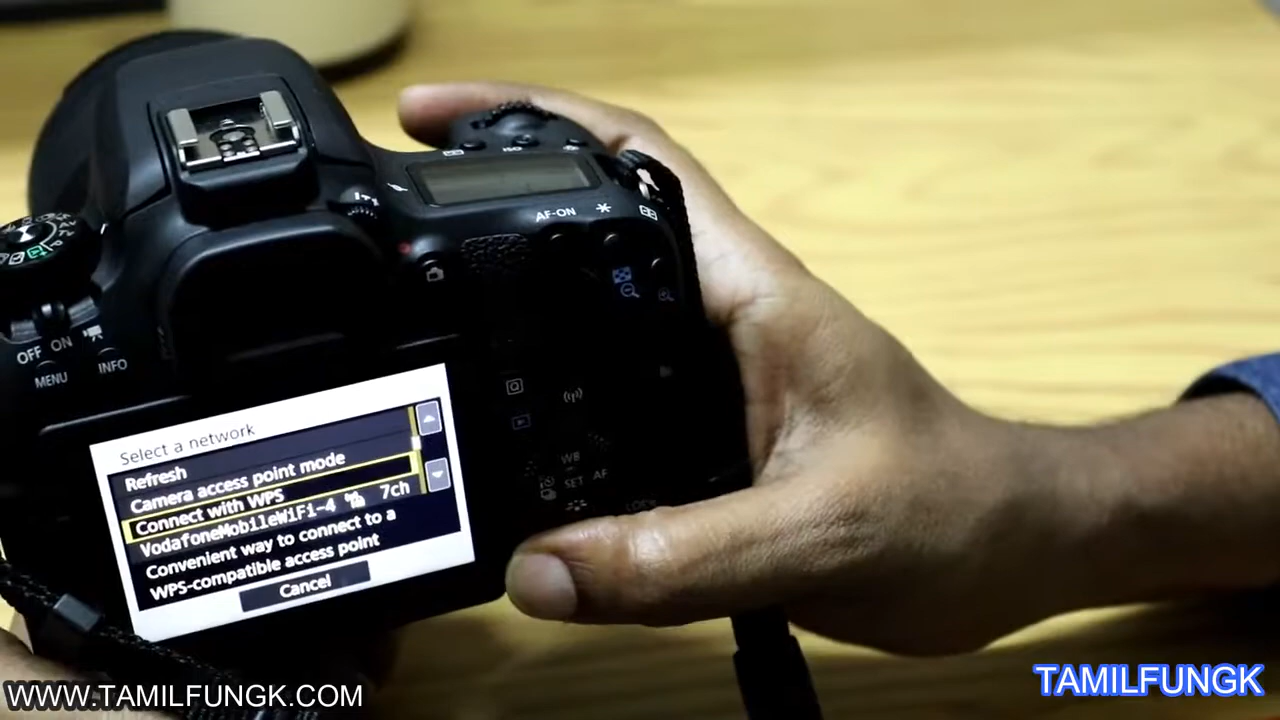 ISO
AF-ON
OFF ON
MENU
INFO
Q
WB
SET AF
Select a network
Refresh
Camera access point mode
Connect with WPS
VodafoneMobileWiFi-4 7ch
Convenient way to connect to a
WPS-compatible access point
Cancel
WWW.TAMILFUNGK.COM
TAMILFUNGK